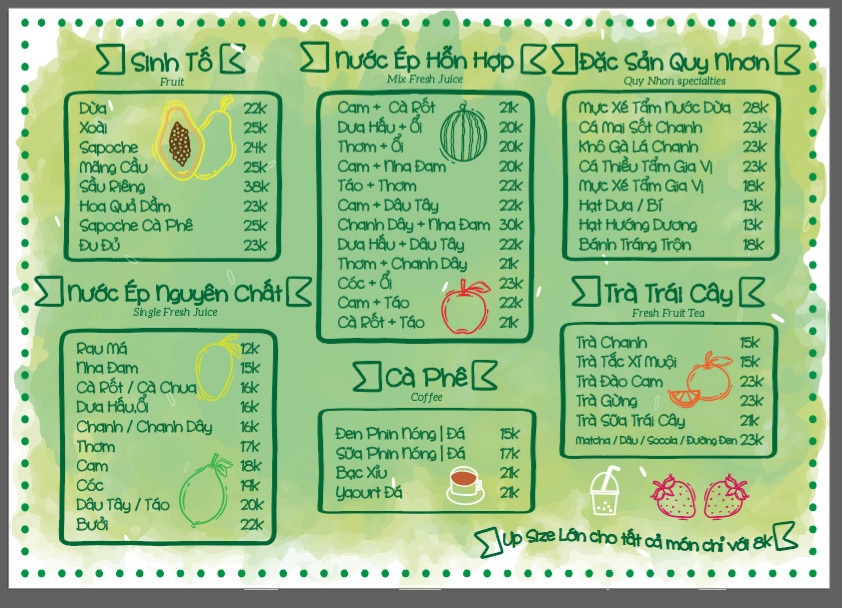 Sinh Tố
Fruit
Dừa 22k
Xoài 25k
Sapoche 24k
Mãng Cầu 25k
Sầu Riêng 38k
Hoa Quả Dầm 23k
Sapoche Cà Phê 25k
Đu Đủ 23k
Nước Ép Nguyên Chất
Single Fresh Juice
Rau Má 12k
Nha Đam 15k
Cà Rốt / Cà Chua 16k
Dưa Hấu,Ổi 16k
Chanh / Chanh Dây 16k
Thơm 17k
Cam 18k
Cóc 19k
Dâu Tây / Táo 20k
Bưởi 22k
Nước Ép Hỗn Hợp
Mix Fresh Juice
Cam + Cà Rốt 21k
Dưa Hấu + Ổi 20k
Thơm + Ổi 20k
Cam + Nha Đam 20k
Táo + Thơm 22k
Cam + Dâu Tây 22k
Chanh Dây + Nha Đam 30k
Dưa Hấu + Dâu Tây 22k
Thơm + Chanh Dây 21k
Cóc + Ổi 23k
Cam + Táo 22k
Cà Rốt + Táo 21k
Cà Phê
Coffee
Đen Phin Nóng | Đá 15k
Sữa Phin Nóng | Đá 17k
Bạc Xỉu 21k
Yaourt Đá 21k
Đặc Sản Quy Nhơn
Quy Nhon specialties
Mực Xé Tẩm Nước Dừa 28k
Cá Mai Sốt Chanh 23k
Khô Gà Lá Chanh 23k
Cá Thiều Tẩm Gia Vị 23k
Mực Xé Tẩm Gia Vị 18k
Hạt Dưa / Bí 13k
Hạt Hướng Dương 13k
Bánh Tráng Trộn 18k
Trà Trái Cây
Fresh Fruit Tea
Trà Chanh 15k
Trà Tắc Xí Muội 15k
Trà Đào Cam 23k
Trà Gừng 23k
Trà Sữa Trái Cây 21k
Matcha / Dâu / Socola / Đường Đen 23k
Up Size Lớn cho tất cả món chỉ với 8k